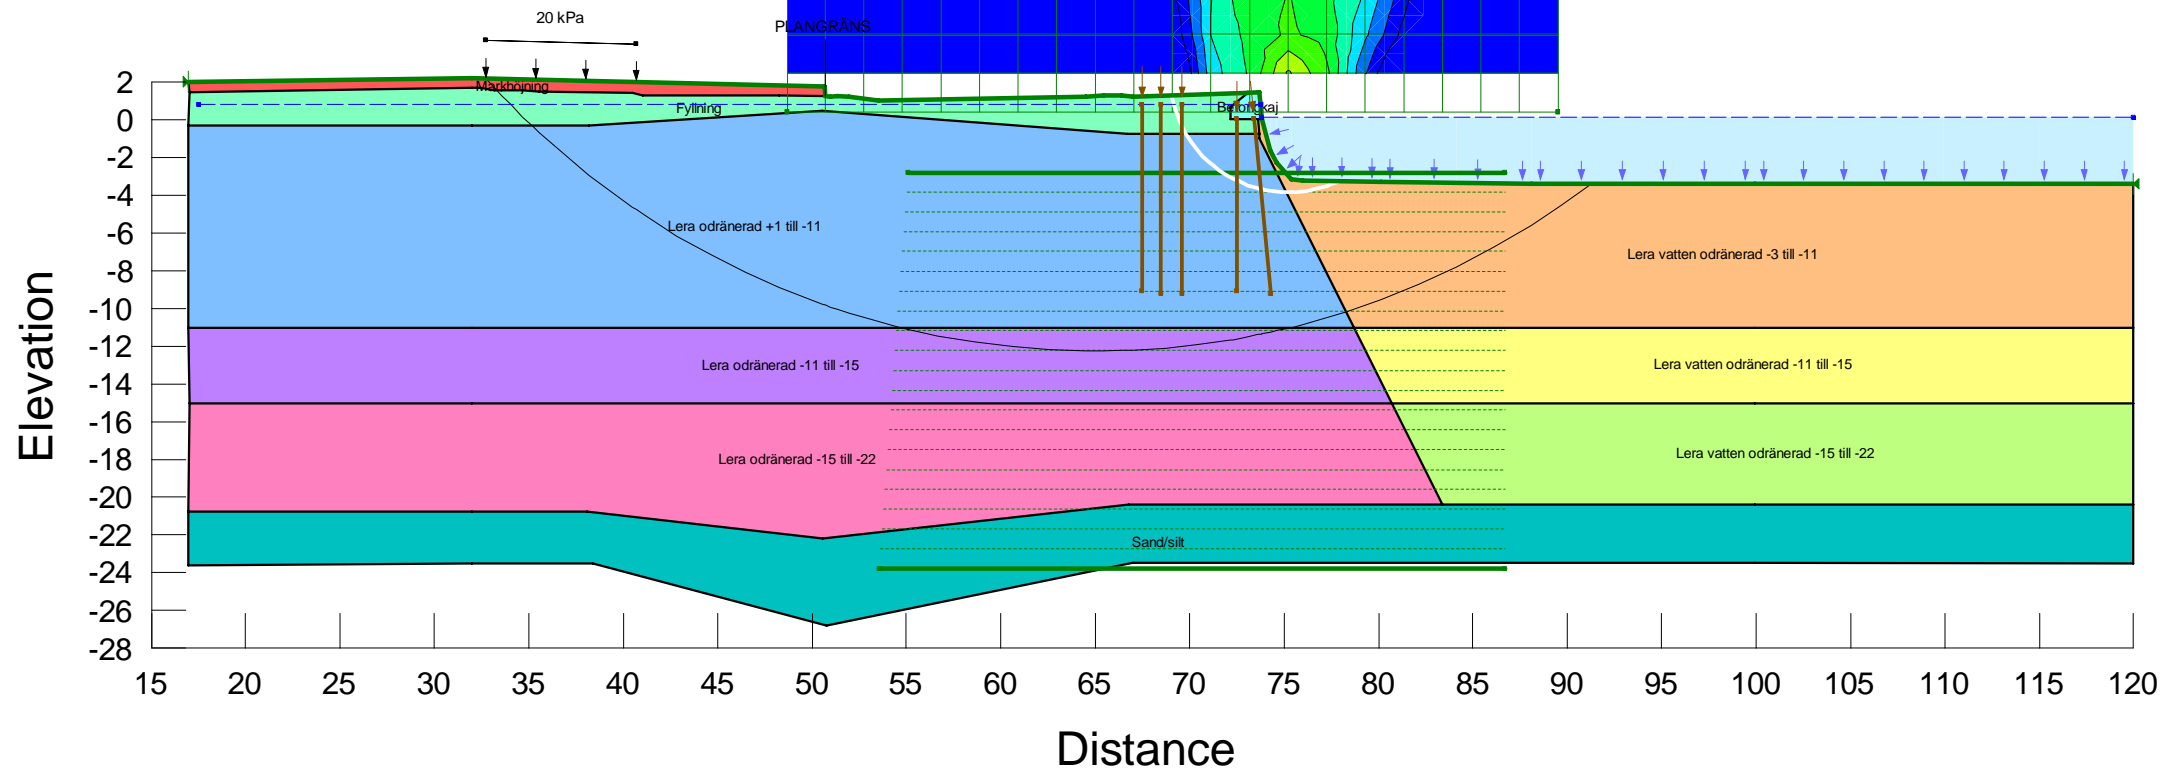 20 kPa
PLANGRÄNS
Markhöjning
Fyllning
Betongkaj
Lera odränerad +1 till -11
Lera vatten odränerad -3 till -11
Lera odränerad -11 till -15
Lera vatten odränerad -11 till -15
Lera odränerad -15 till -22
Lera vatten odränerad -15 till -22
Sand/silt
Elevation
2
0
-2
-4
-6
-8
-10
-12
-14
-16
-18
-20
-22
-24
-26
-28
15 20 25 30 35 40 45 50 55 60 65 70 75 80 85 90 95 100 105 110 115 120
Distance